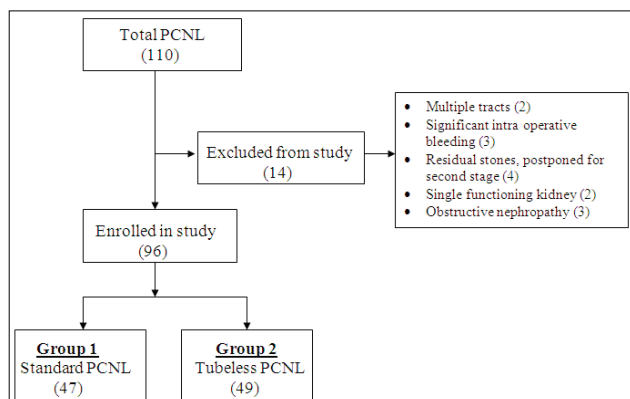 Total PCNL
(110)
Excluded from study
(14)
• Multiple tracts (2)
• Significant intra operative
bleeding (3)
• Residual stones, postponed for
second stage (4)
• Single functioning kidney (2)
• Obstructive nephropathy (3)
Enrolled in study
(96)
Group 1
Standard PCNL
(47)
Group 2
Tubeless PCNL
(49)